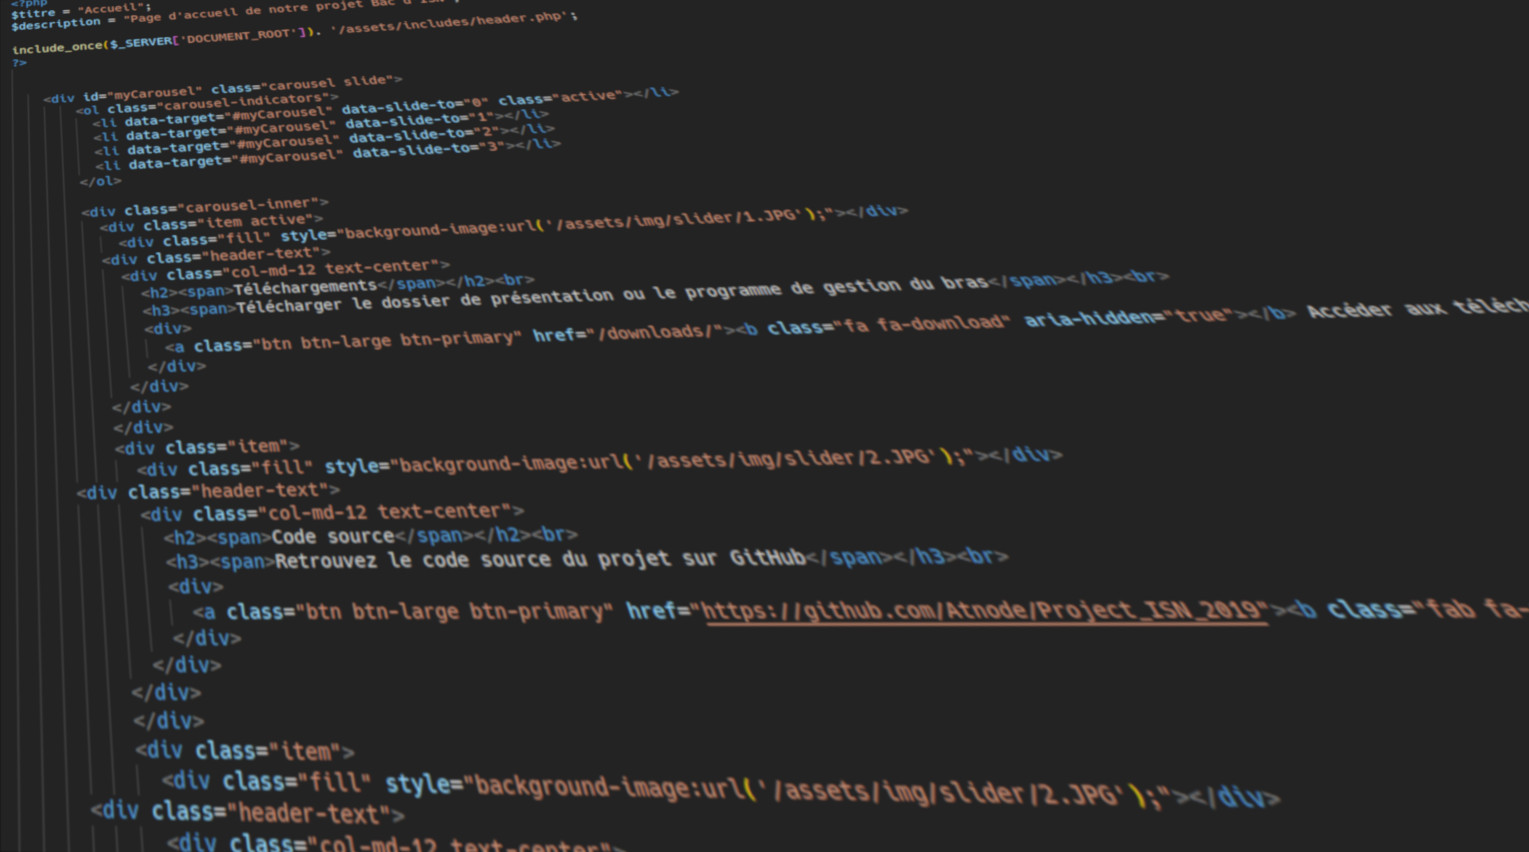 <?php
$titre = "Accueil";
$description = "Page d'accueil de notre projet Bac d'ISN";
include_once($_SERVER['DOCUMENT_ROOT']). '/assets/includes/header.php';
?>
<div id="myCarousel" class="carousel slide">
<ol class="carousel-indicators">
<li data-target="#myCarousel" data-slide-to="0" class="active"></li>
<li data-target="#myCarousel" data-slide-to="1"></li>
<li data-target="#myCarousel" data-slide-to="2"></li>
<li data-target="#myCarousel" data-slide-to="3"></li>
</ol>
<div class="carousel-inner">
<div class="item active">
<div class="fill" style="background-image:url('/assets/img/slider/1.JPG');"></div>
<div class="header-text">
<div class="col-md-12 text-center">
<h2><span>Téléchargements</span></h2><br>
<h3><span>Télécharger le dossier de présentation ou le programme de gestion du bras</span></h3><br>
<div>
<a class="btn btn-large btn-primary" href="/downloads/"><b class="fa fa-download" aria-hidden="true"></b> Accéder aux téléch
</div>
</div>
</div>
</div>
<div class="item">
<div class="fill" style="background-image:url('/assets/img/slider/2.JPG');"></div>
<div class="header-text">
<div class="col-md-12 text-center">
<h2><span>Code source</span></h2><br>
<h3><span>Retrouvez le code source du projet sur GitHub</span></h3><br>
<div>
<a class="btn btn-large btn-primary" href="https://github.com/Atnode/Project_ISN_2019"><b class="fab fa-
</div>
</div>
</div>
</div>
<div class="item">
<div class="fill" style="background-image:url('/assets/img/slider/2.JPG');"></div>
<div class="header-text">
<div class="col-md-12 text-center">